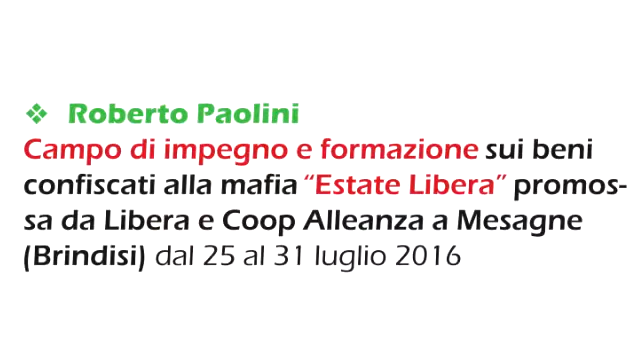 ❖ Roberto Paolini
Campo di impegno e formazione sui beni
confiscati alla mafia “Estate Libera” promos-
sa da Libera e Coop Alleanza a Mesagne
(Brindisi) dal 25 al 31 luglio 2016